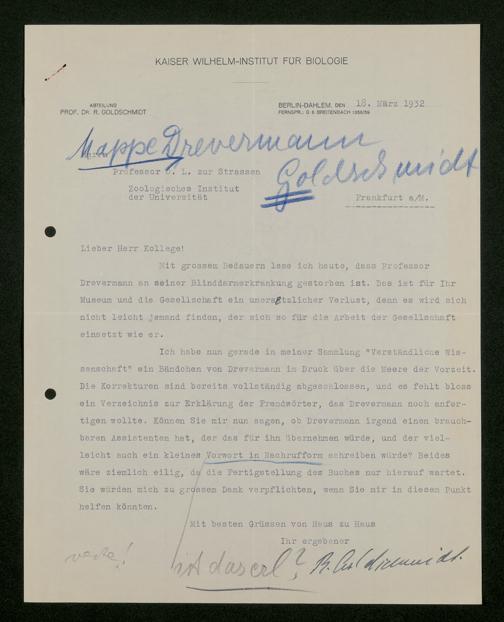 KAISER WILHELM-INSTITUT FÜR BIOLOGIE
ABTEILUNG
PROF. DR. R. GOLDSCHMIDT
BERLIN-DAHLEM, DEN 18. März 1932
FERNSPR.: G 6 BREITENBACH
Mappe Drevermann
Goldschmidt
Herrn
Professor O. L. zur Strassen
Zoologisches Institut
der Universität
Frankfurt a/M.
Lieber Herr Kollege!
Mit grossem Bedauern lese ich heute, dass Professor
Drevermann an seiner Blinddarmerkrankung gestorben ist. Das ist für Ihr
Museum und die Gesellschaft ein unersetzlicher Verlust, denn es wird sich
nicht leicht jemand finden, der sich so für die Arbeit der Gesellschaft
einsetzt wie er.
Ich habe nun gerade in meiner Sammlung "Verständliche Wis-
senschaft" ein Bändchen von Drevermann im Druck über die Meere der Vorzeit.
Die Korrekturen sind bereits vollständig abgeschlossen, und es fehlt bloss
ein Verzeichnis zur Erklärung der Fremdwörter, das Drevermann noch anfer-
tigen wollte. Können Sie mir nun sagen, ob Drevermann irgend einen brauch-
baren Assistenten hat, der das für ihn übernehmen würde, und der viel-
leicht auch ein kleines Vorwort in Nachrufform schreiben würde? Beides
wäre ziemlich eilig, da die Fertigstellung des Buches nur hierauf wartet.
Sie würden mich zu grossem Dank verpflichten, wenn Sie mir in diesem Punkt
helfen könnten.
Mit besten Grüssen von Haus zu Haus
Ihr ergebener
ist das erl?
R. Goldschmidt.